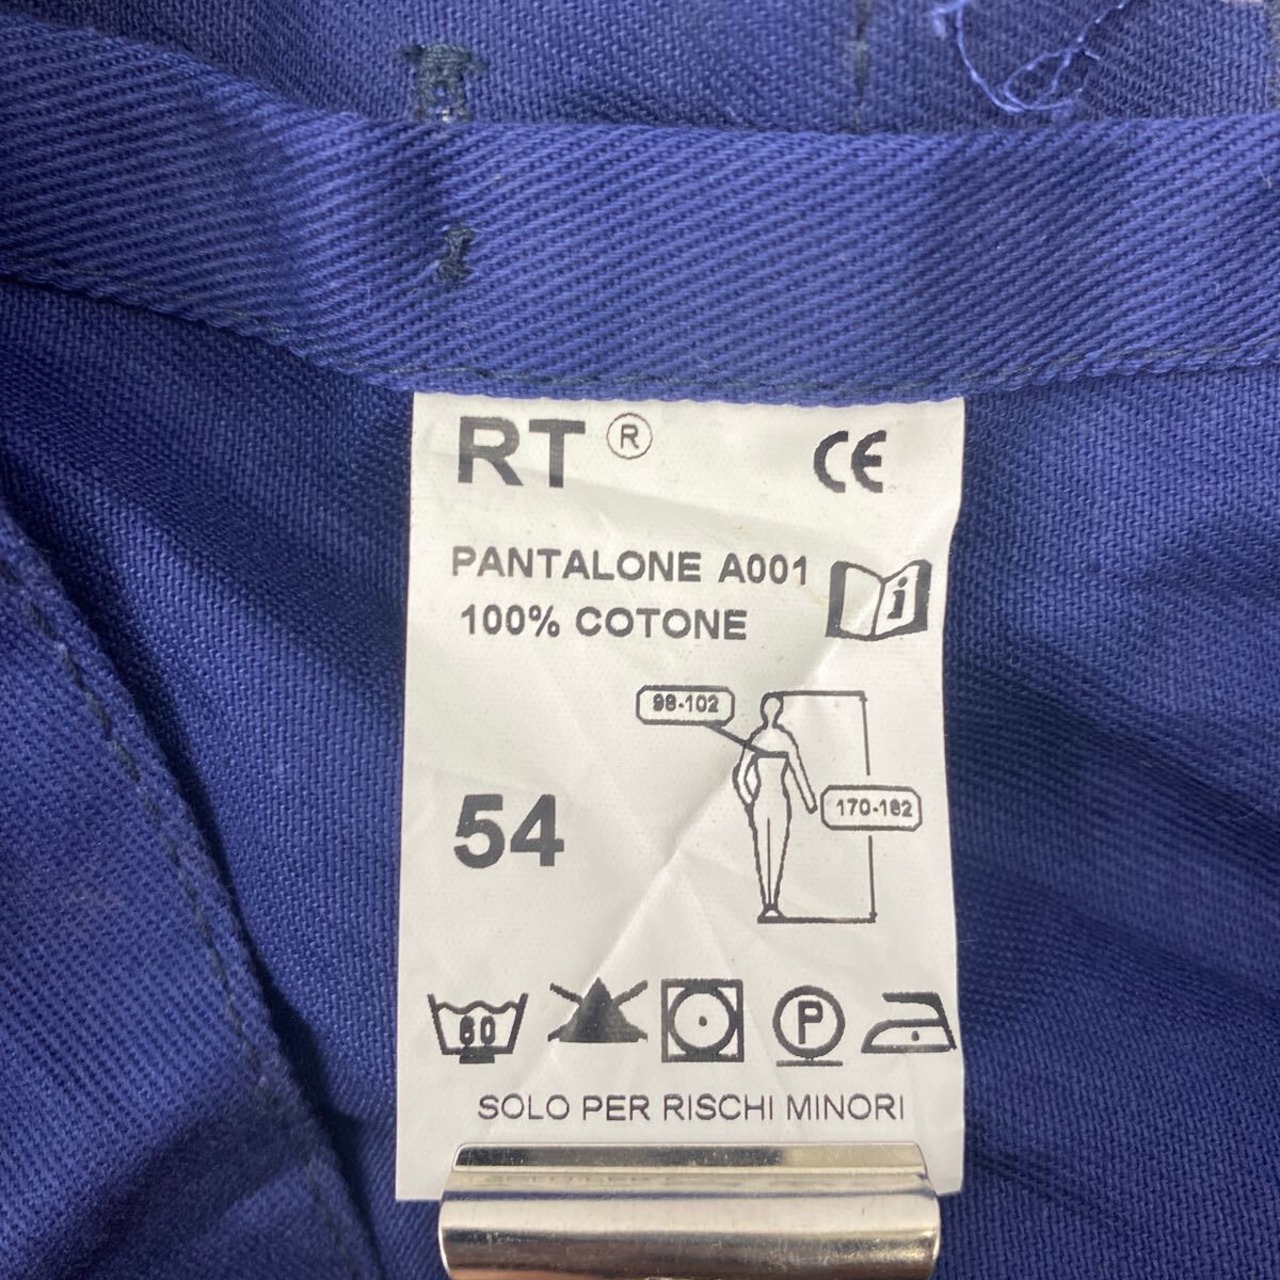 RT ®
CE
PANTALONE A001
100% COTONE
i
98-102
170-182
54
60
P
SOLO PER RISCHI MINORI